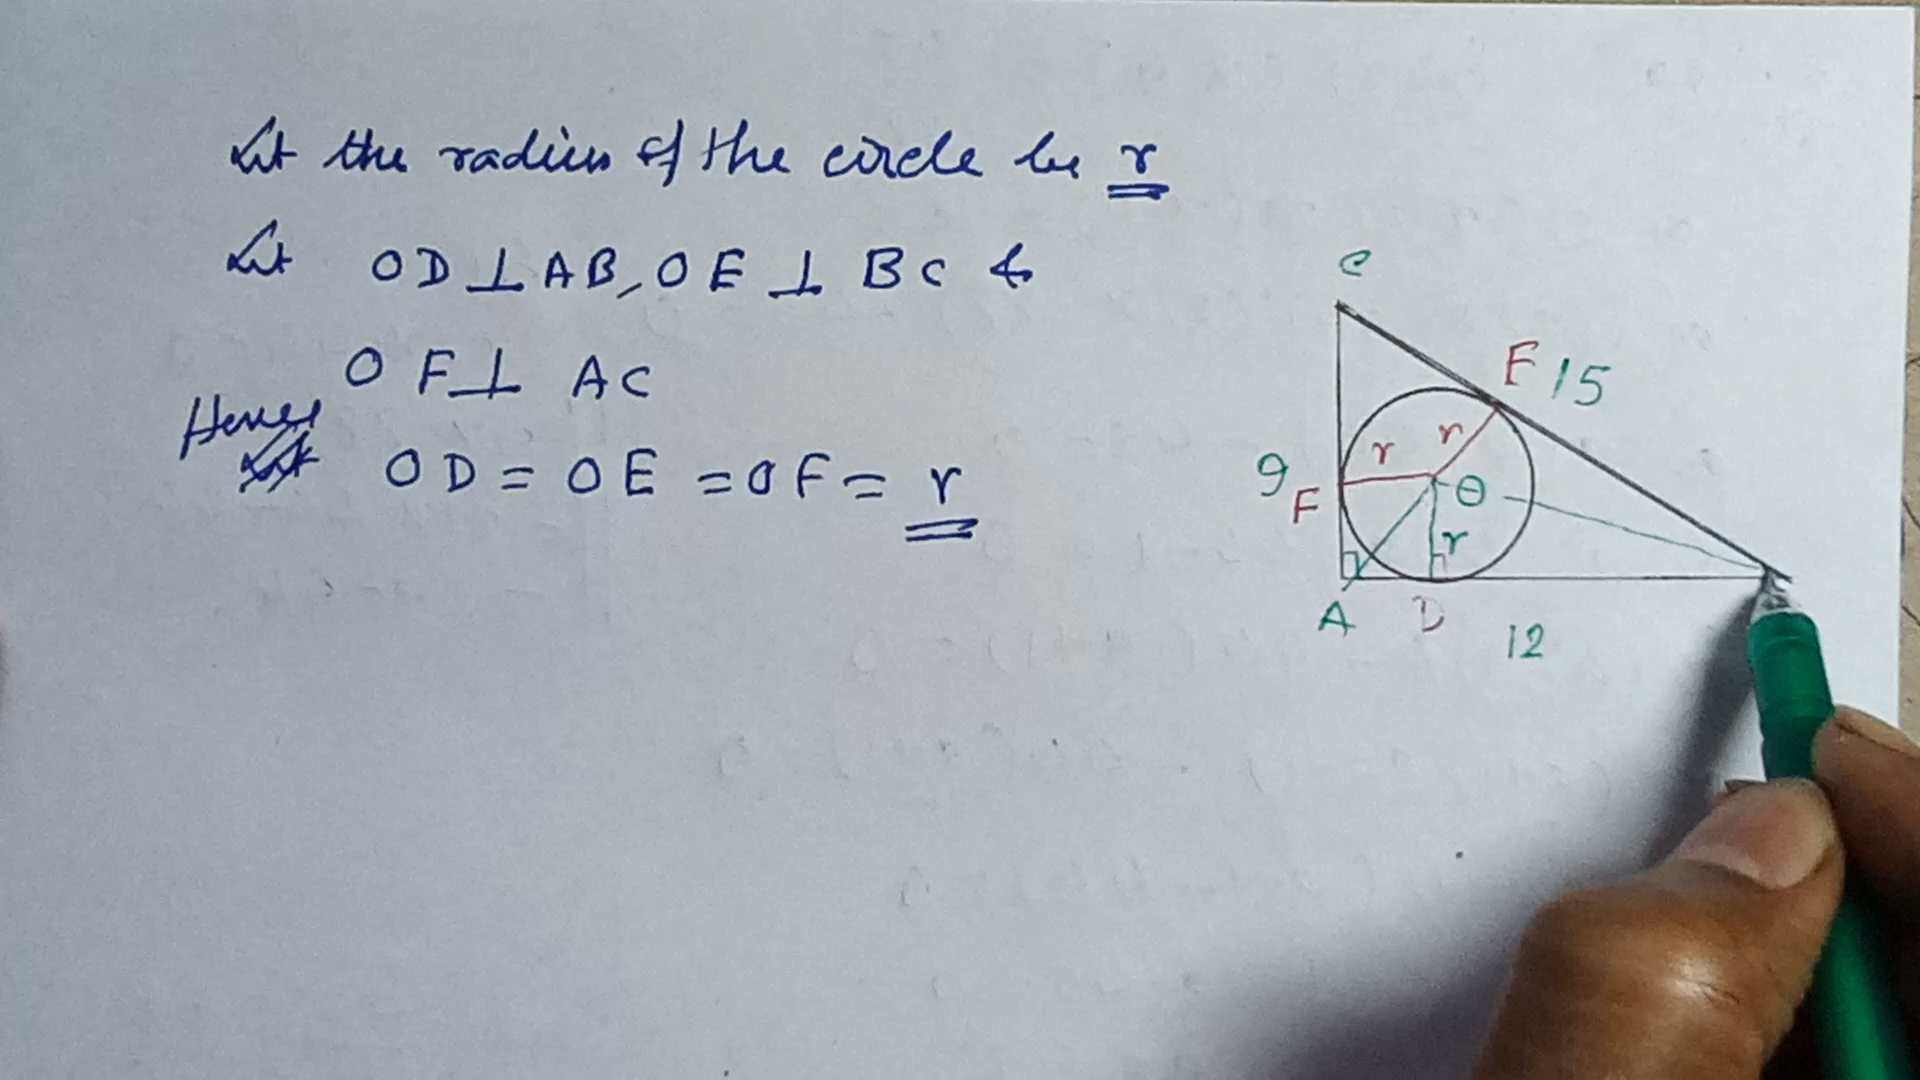 Let the radius of the circle be r
Let OD ⊥ AB, OE ⊥ BC &
OF ⊥ AC
Hence
OD = OE = OF = r
C
E 15
r r
9
F
θ
r
A D
12